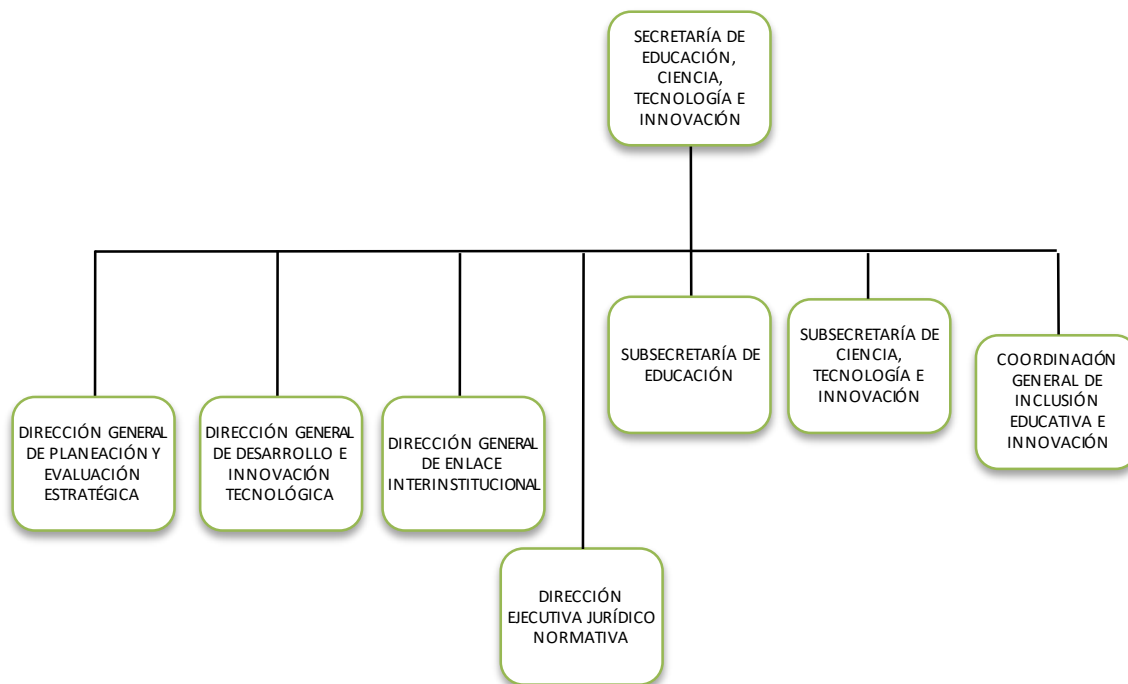 SECRETARÍA DE
EDUCACIÓN,
CIENCIA,
TECNOLOGÍA E
INNOVACIÓN
SUBSECRETARÍA DE
EDUCACIÓN
SUBSECRETARÍA DE
CIENCIA,
TECNOLOGÍA E
INNOVACIÓN
COORDINACIÓN
GENERAL DE
INCLUSIÓN
EDUCATIVA E
INNOVACIÓN
DIRECCIÓN GENERAL
DE PLANEACIÓN Y
EVALUACIÓN
ESTRATÉGICA
DIRECCIÓN GENERAL
DE DESARROLLO E
INNOVACIÓN
TECNOLÓGICA
DIRECCIÓN GENERAL
DE ENLACE
INTERINSTITUCIONAL
DIRECCIÓN
EJECUTIVA JURÍDICO
NORMATIVA